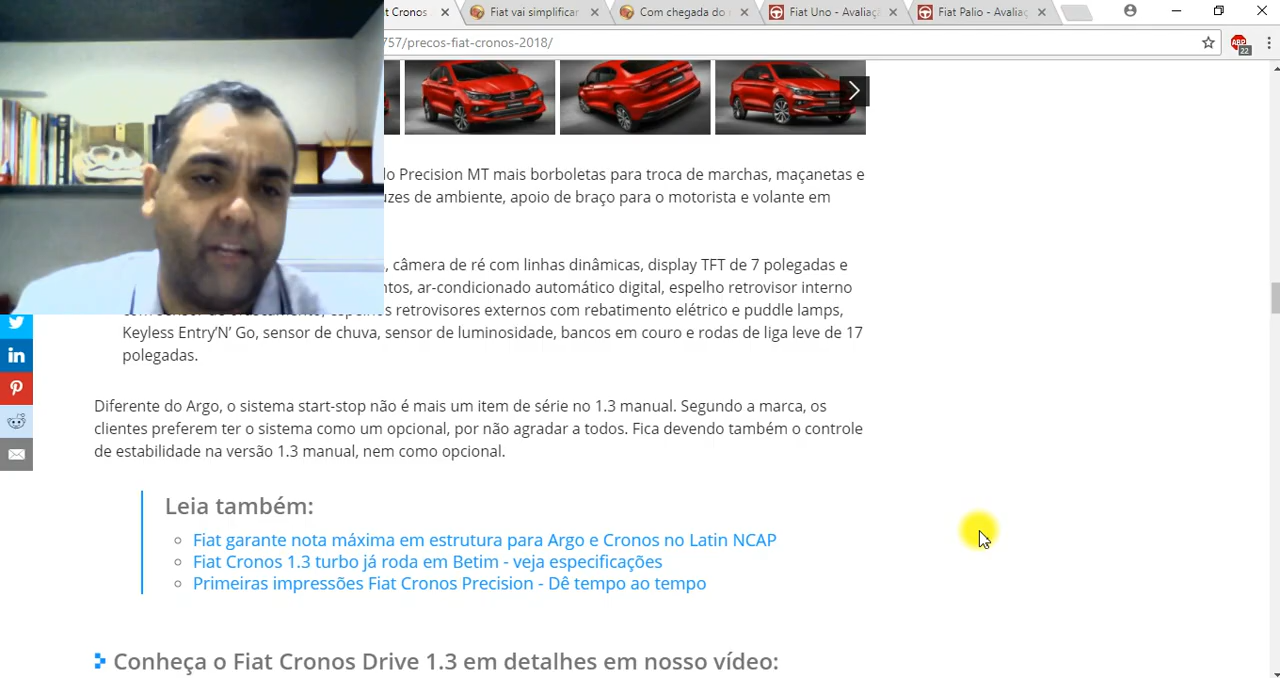 t Cronos
Fiat vai simplificar
Com chegada do
Fiat Uno - Avaliaç
Fiat Palio - Avaliaç
757/precos-fiat-cronos-2018/
ABP
22
lo Precision MT mais borboletas para troca de marchas, maçanetas e
uzes de ambiente, apoio de braço para o motorista e volante em
, câmera de ré com linhas dinâmicas, display TFT de 7 polegadas e
ntos, ar-condicionado automático digital, espelho retrovisor interno
retrovisores externos com rebatimento elétrico e puddle lamps,
Keyless Entry'N' Go, sensor de chuva, sensor de luminosidade, bancos em couro e rodas de liga leve de 17
polegadas.
Diferente do Argo, o sistema start-stop não é mais um item de série no 1.3 manual. Segundo a marca, os
clientes preferem ter o sistema como um opcional, por não agradar a todos. Fica devendo também o controle
de estabilidade na versão 1.3 manual, nem como opcional.
in
Leia também:
Fiat garante nota máxima em estrutura para Argo e Cronos no Latin NCAP
Fiat Cronos 1.3 turbo já roda em Betim - veja especificações
Primeiras impressões Fiat Cronos Precision - Dê tempo ao tempo
Conheça o Fiat Cronos Drive 1.3 em detalhes em nosso vídeo: